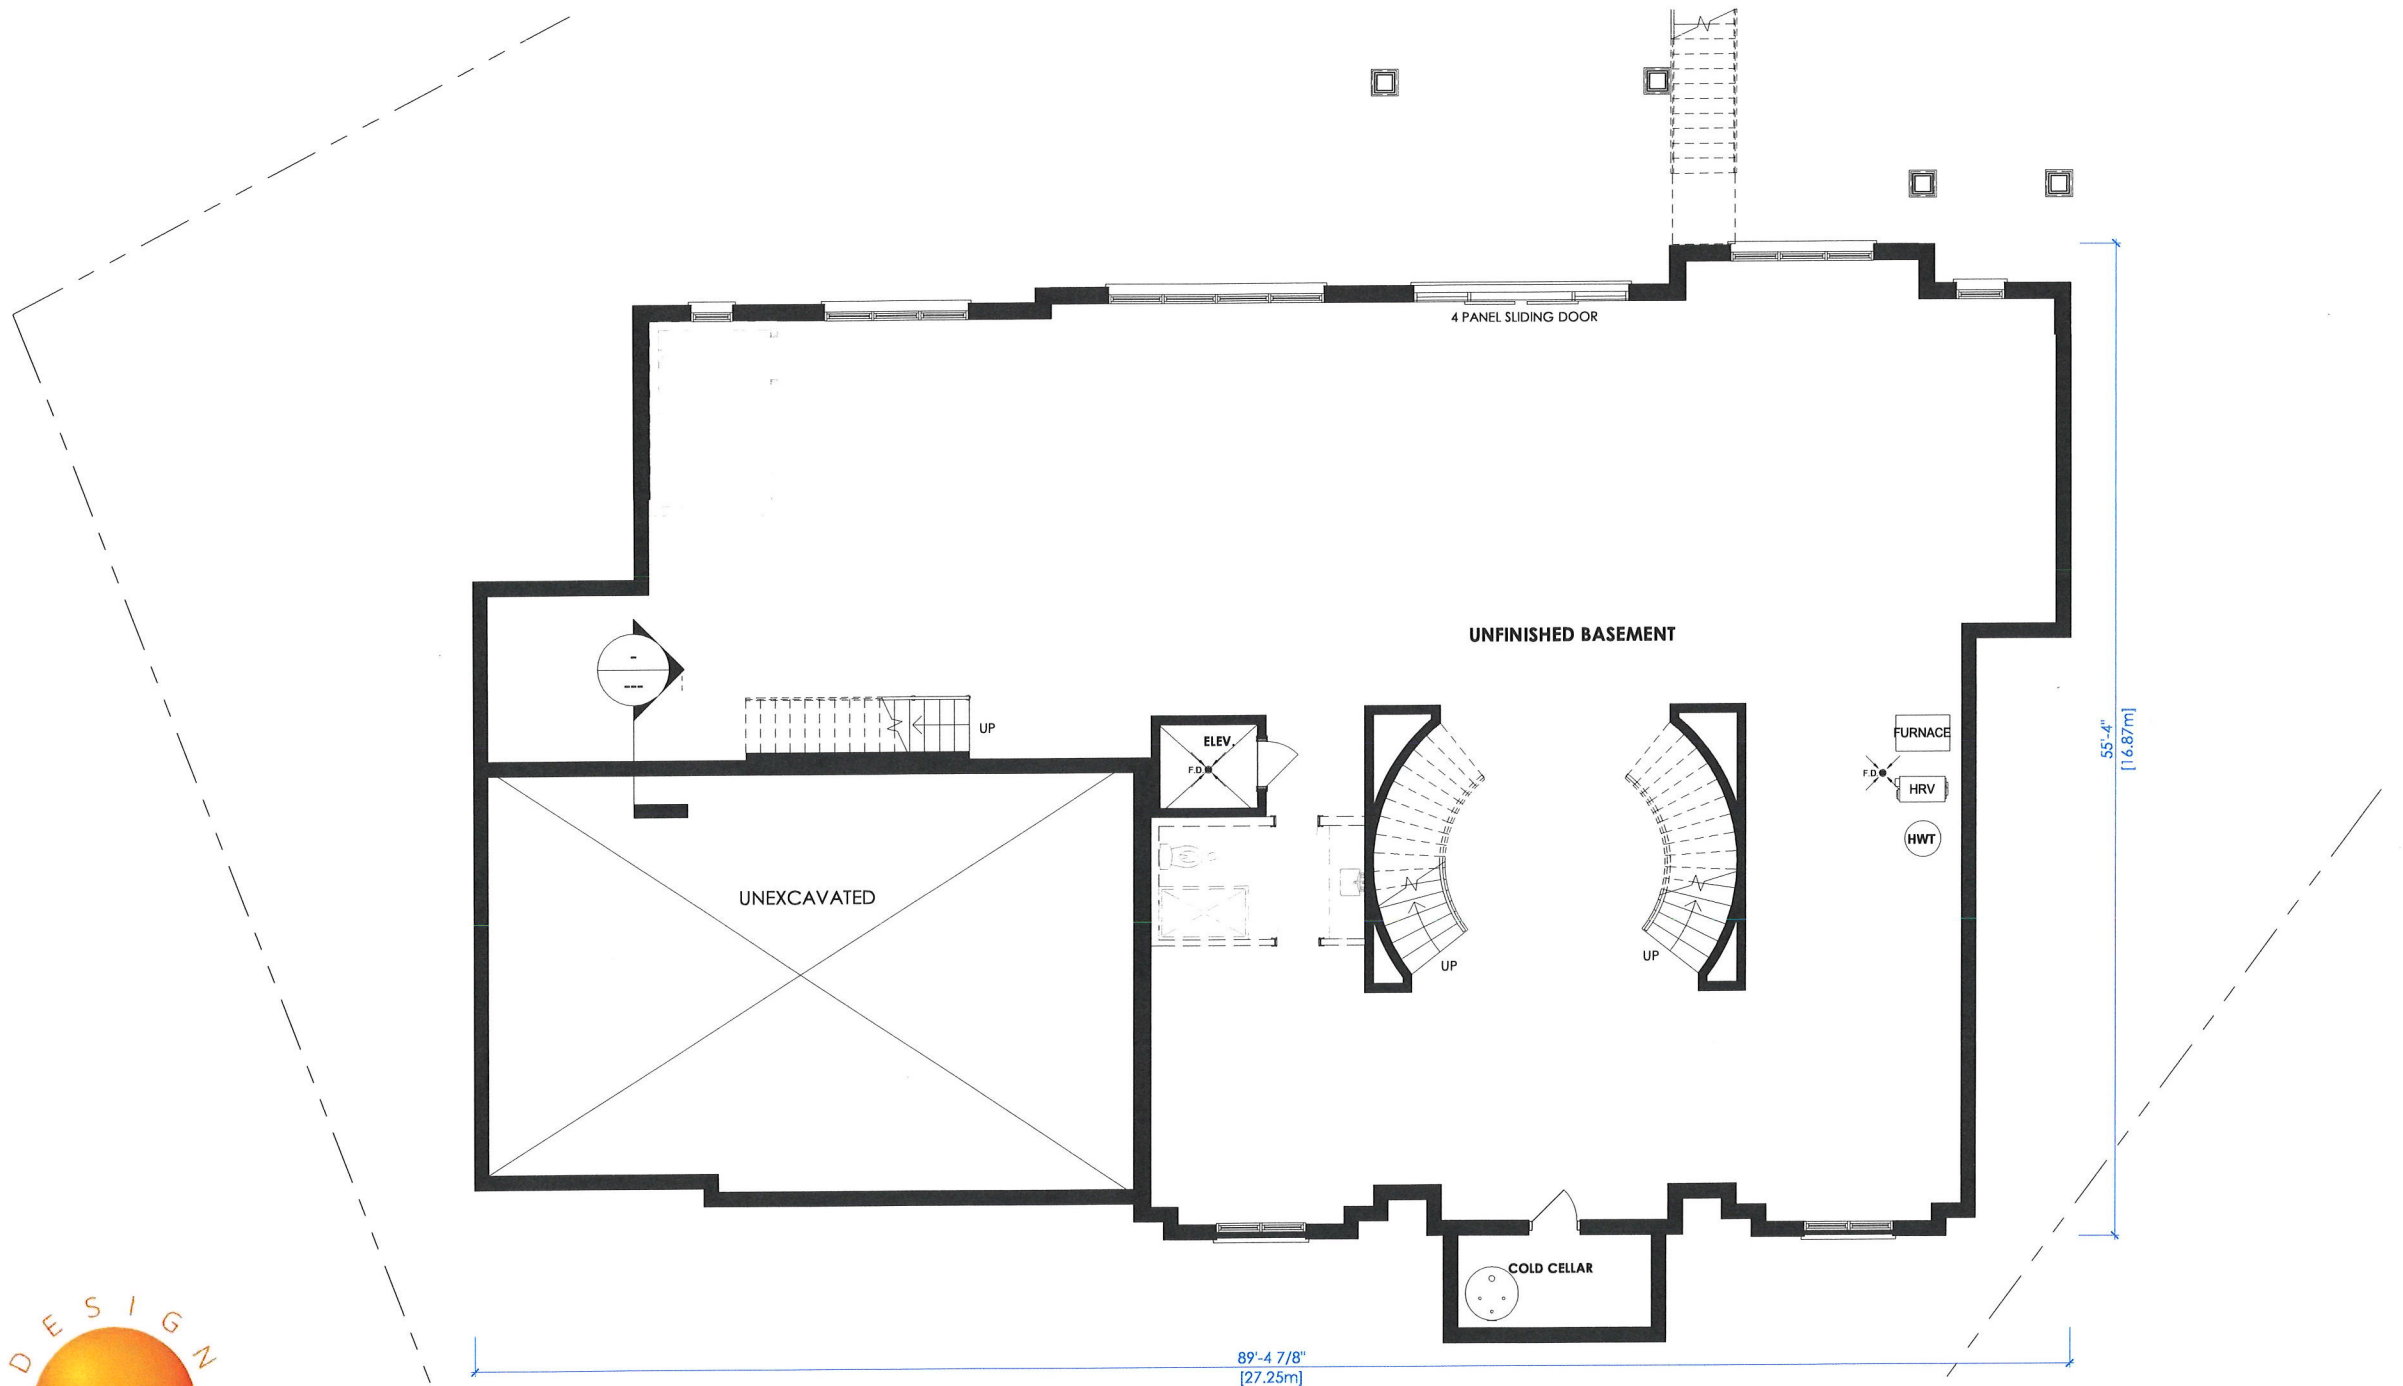 4 PANEL SLIDING DOOR
UNFINISHED BASEMENT
-
---
UP
ELEV.
F.D.
FURNACE
F.D.
HRV
HWT
55'-4"
[16.87m]
UNEXCAVATED
UP
UP
COLD CELLAR
89'-4 7/8"
[27.25m]
DESIGN